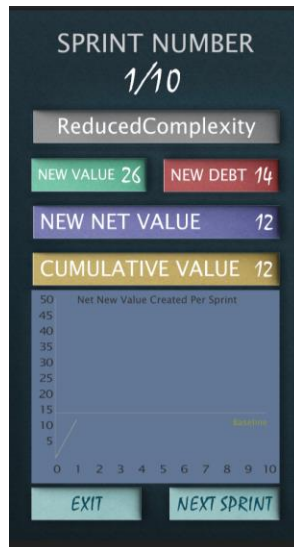 SPRINT NUMBER
1/10
ReducedComplexity
NEW VALUE 26 NEW DEBT 14
NEW NET VALUE 12
CUMULATIVE VALUE 12
Net New Value Created Per Sprint
50
45
40
35
30
25
20
15
10
5
Baseline
0 1 2 3 4 5 6 7 8 9 10
EXIT NEXT SPRINT